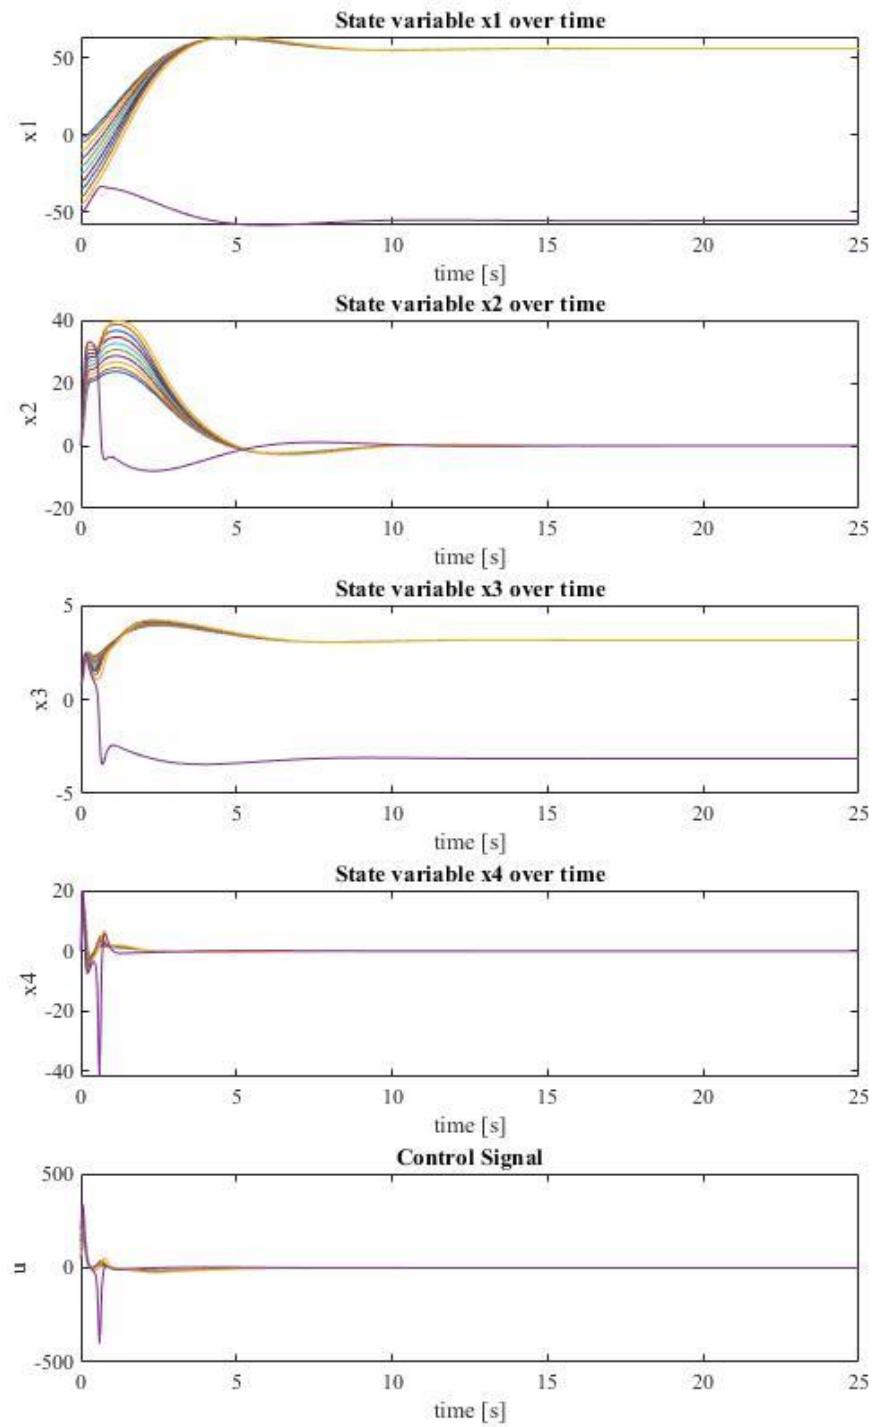 State variable x1 over time
50
0
-50
x1
0 5 10 15 20 25
time [s]
State variable x2 over time
40
20
0
-20
x2
0 5 10 15 20 25
time [s]
State variable x3 over time
5
0
-5
x3
0 5 10 15 20 25
time [s]
State variable x4 over time
20
0
-20
-40
x4
0 5 10 15 20 25
time [s]
Control Signal
500
0
-500
u
0 5 10 15 20 25
time [s]